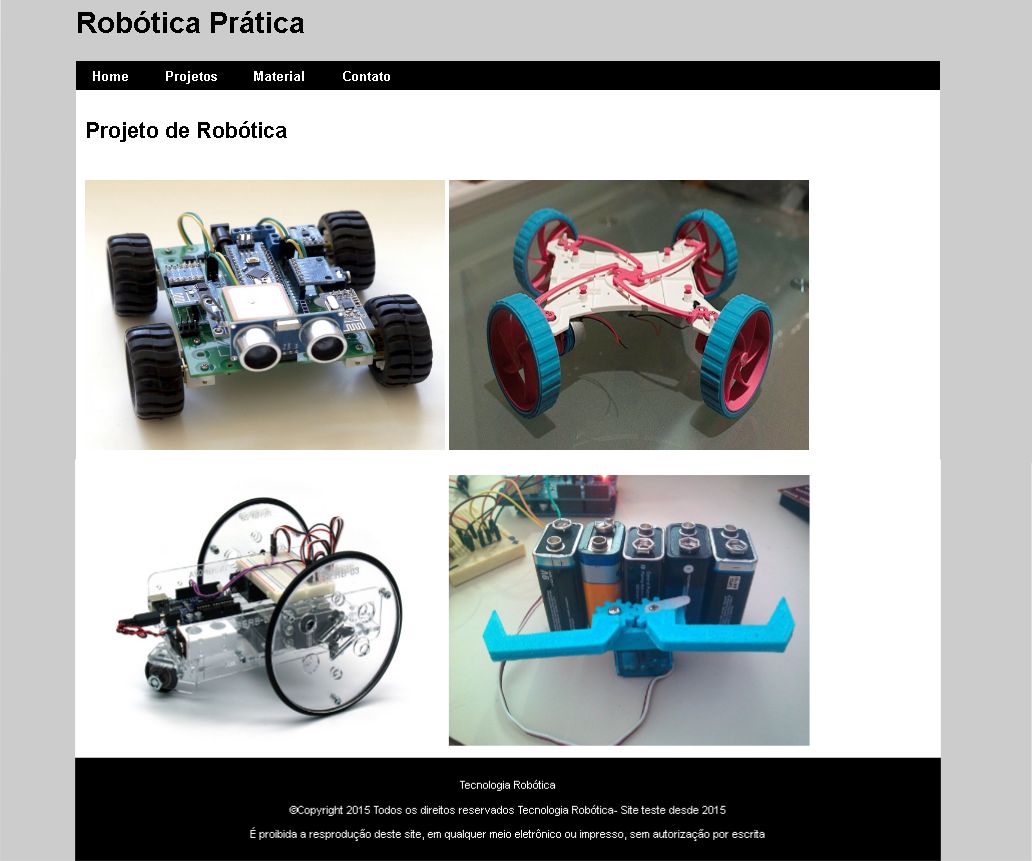 Robótica Prática
Home Projetos Material Contato
Projeto de Robótica
Tecnologia Robótica
©Copyright 2015 Todos os direitos reservados Tecnologia Robótica- Site teste desde 2015
É proibida a resprodução deste site, em qualquer meio eletrônico ou impresso, sem autorização por escrita